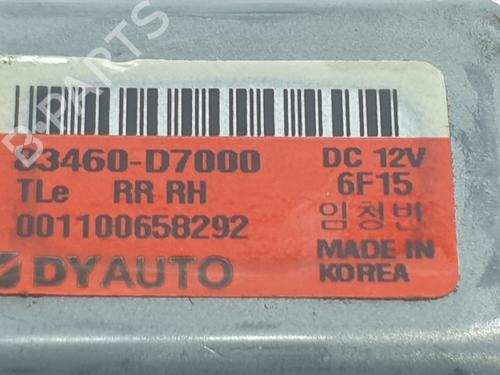 B-PARTS
83460-D7000
DC 12V
TLe RR RH
6F15
001100658292
임청빈
DYAUTO
MADE IN
KOREA